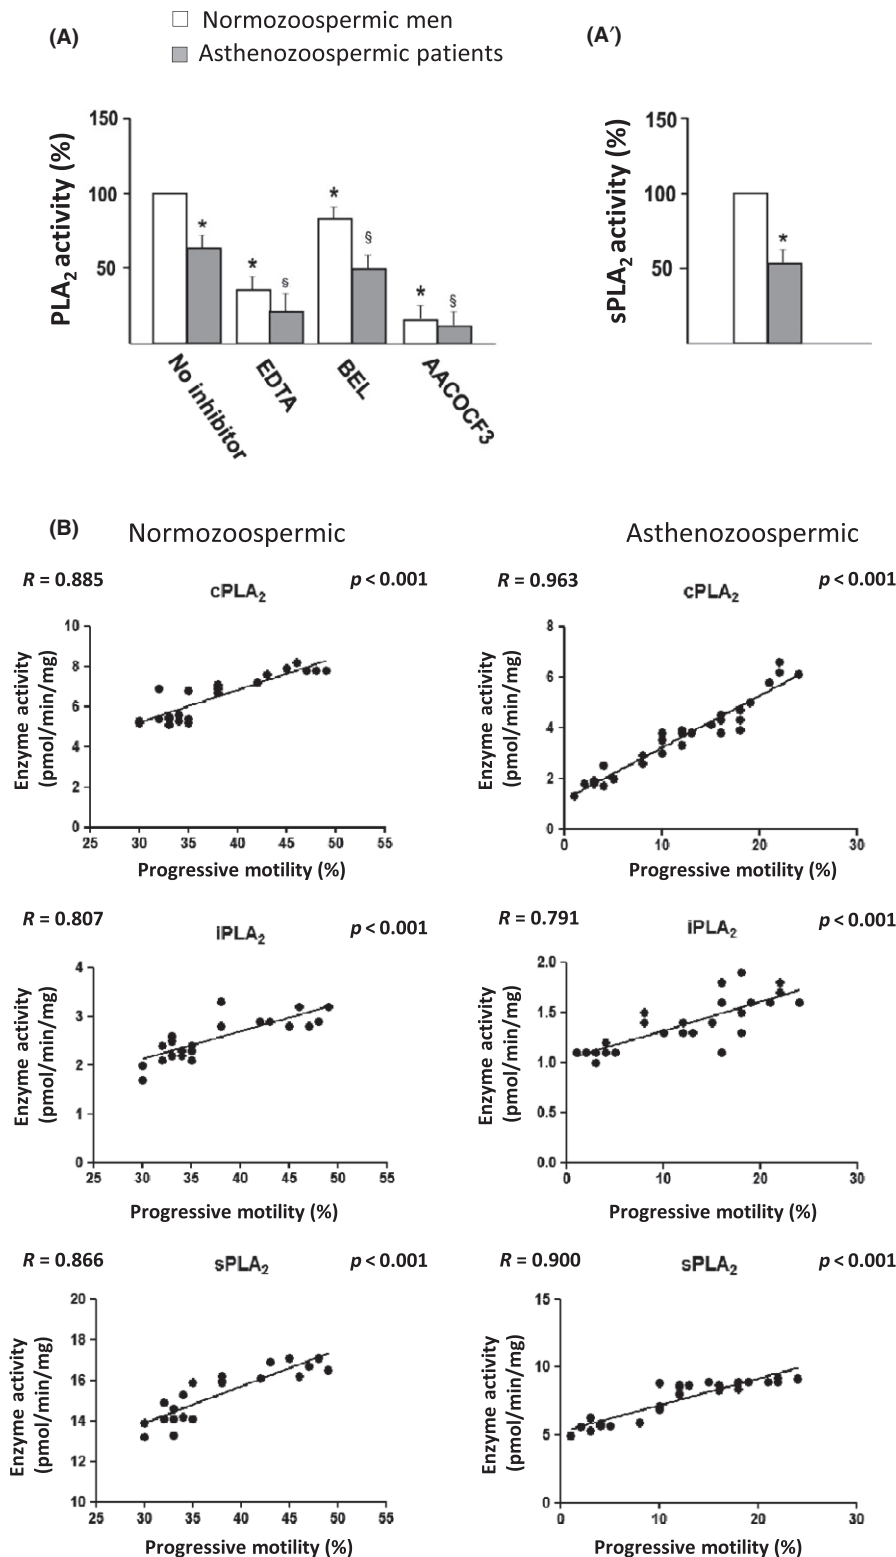 (A)
Normozoospermic men
Asthenozoospermic patients
(A′)
PLA2 activity (%)
150
100
50
*
*
§
*
§
*
§
No inhibitor
EDTA
BEL
AACOCF3
sPLA2 activity (%)
150
100
50
*
(B)
Normozoospermic
Asthenozoospermic
R = 0.885
p < 0.001
cPLA2
Enzyme activity
(pmol/min/mg)
10
8
6
4
2
0
25 30 35 40 45 50 55
Progressive motility (%)
R = 0.963
p < 0.001
cPLA2
Enzyme activity
(pmol/min/mg)
8
6
4
2
0
0 10 20 30
Progressive motility (%)
R = 0.807
p < 0.001
iPLA2
Enzyme activity
(pmol/min/mg)
4
3
2
1
0
25 30 35 40 45 50 55
Progressive motility (%)
R = 0.791
p < 0.001
iPLA2
Enzyme activity
(pmol/min/mg)
2.0
1.5
1.0
0.5
0.0
0 10 20 30
Progressive motility (%)
R = 0.866
p < 0.001
sPLA2
Enzyme activity
(pmol/min/mg)
20
18
16
14
12
10
25 30 35 40 45 50 55
Progressive motility (%)
R = 0.900
p < 0.001
sPLA2
Enzyme activity
(pmol/min/mg)
15
10
5
0
0 10 20 30
Progressive motility (%)